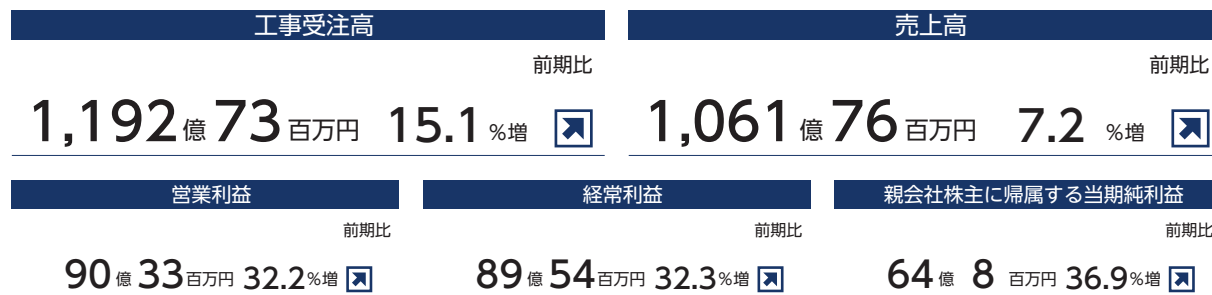 工事受注高
前期比
1,192億73百万円 15.1%増
売上高
前期比
1,061億76百万円 7.2%増
営業利益
前期比
90億33百万円 32.2%増
経常利益
前期比
89億54百万円 32.3%増
親会社株主に帰属する当期純利益
前期比
64億8百万円 36.9%増